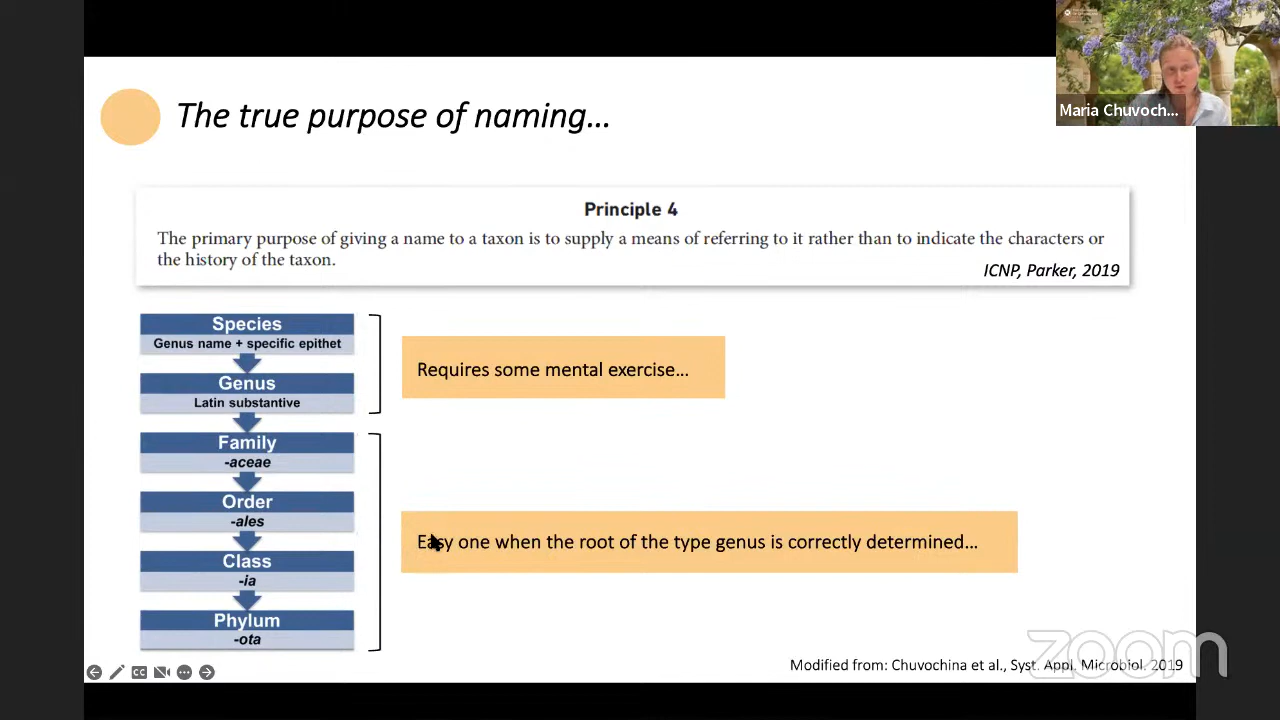 The true purpose of naming...
Maria Chuvoch...
Principle 4
The primary purpose of giving a name to a taxon is to supply a means of referring to it rather than to indicate the characters or
the history of the taxon.
ICNP, Parker, 2019
Species
Genus name + specific epithet
Genus
Latin substantive
Requires some mental exercise...
Family
-aceae
Order
-ales
Class
-ia
Phylum
-ota
Easy one when the root of the type genus is correctly determined...
zoom
Modified from: Chuvochina et al., Syst. Appl. Microbiol. 2019